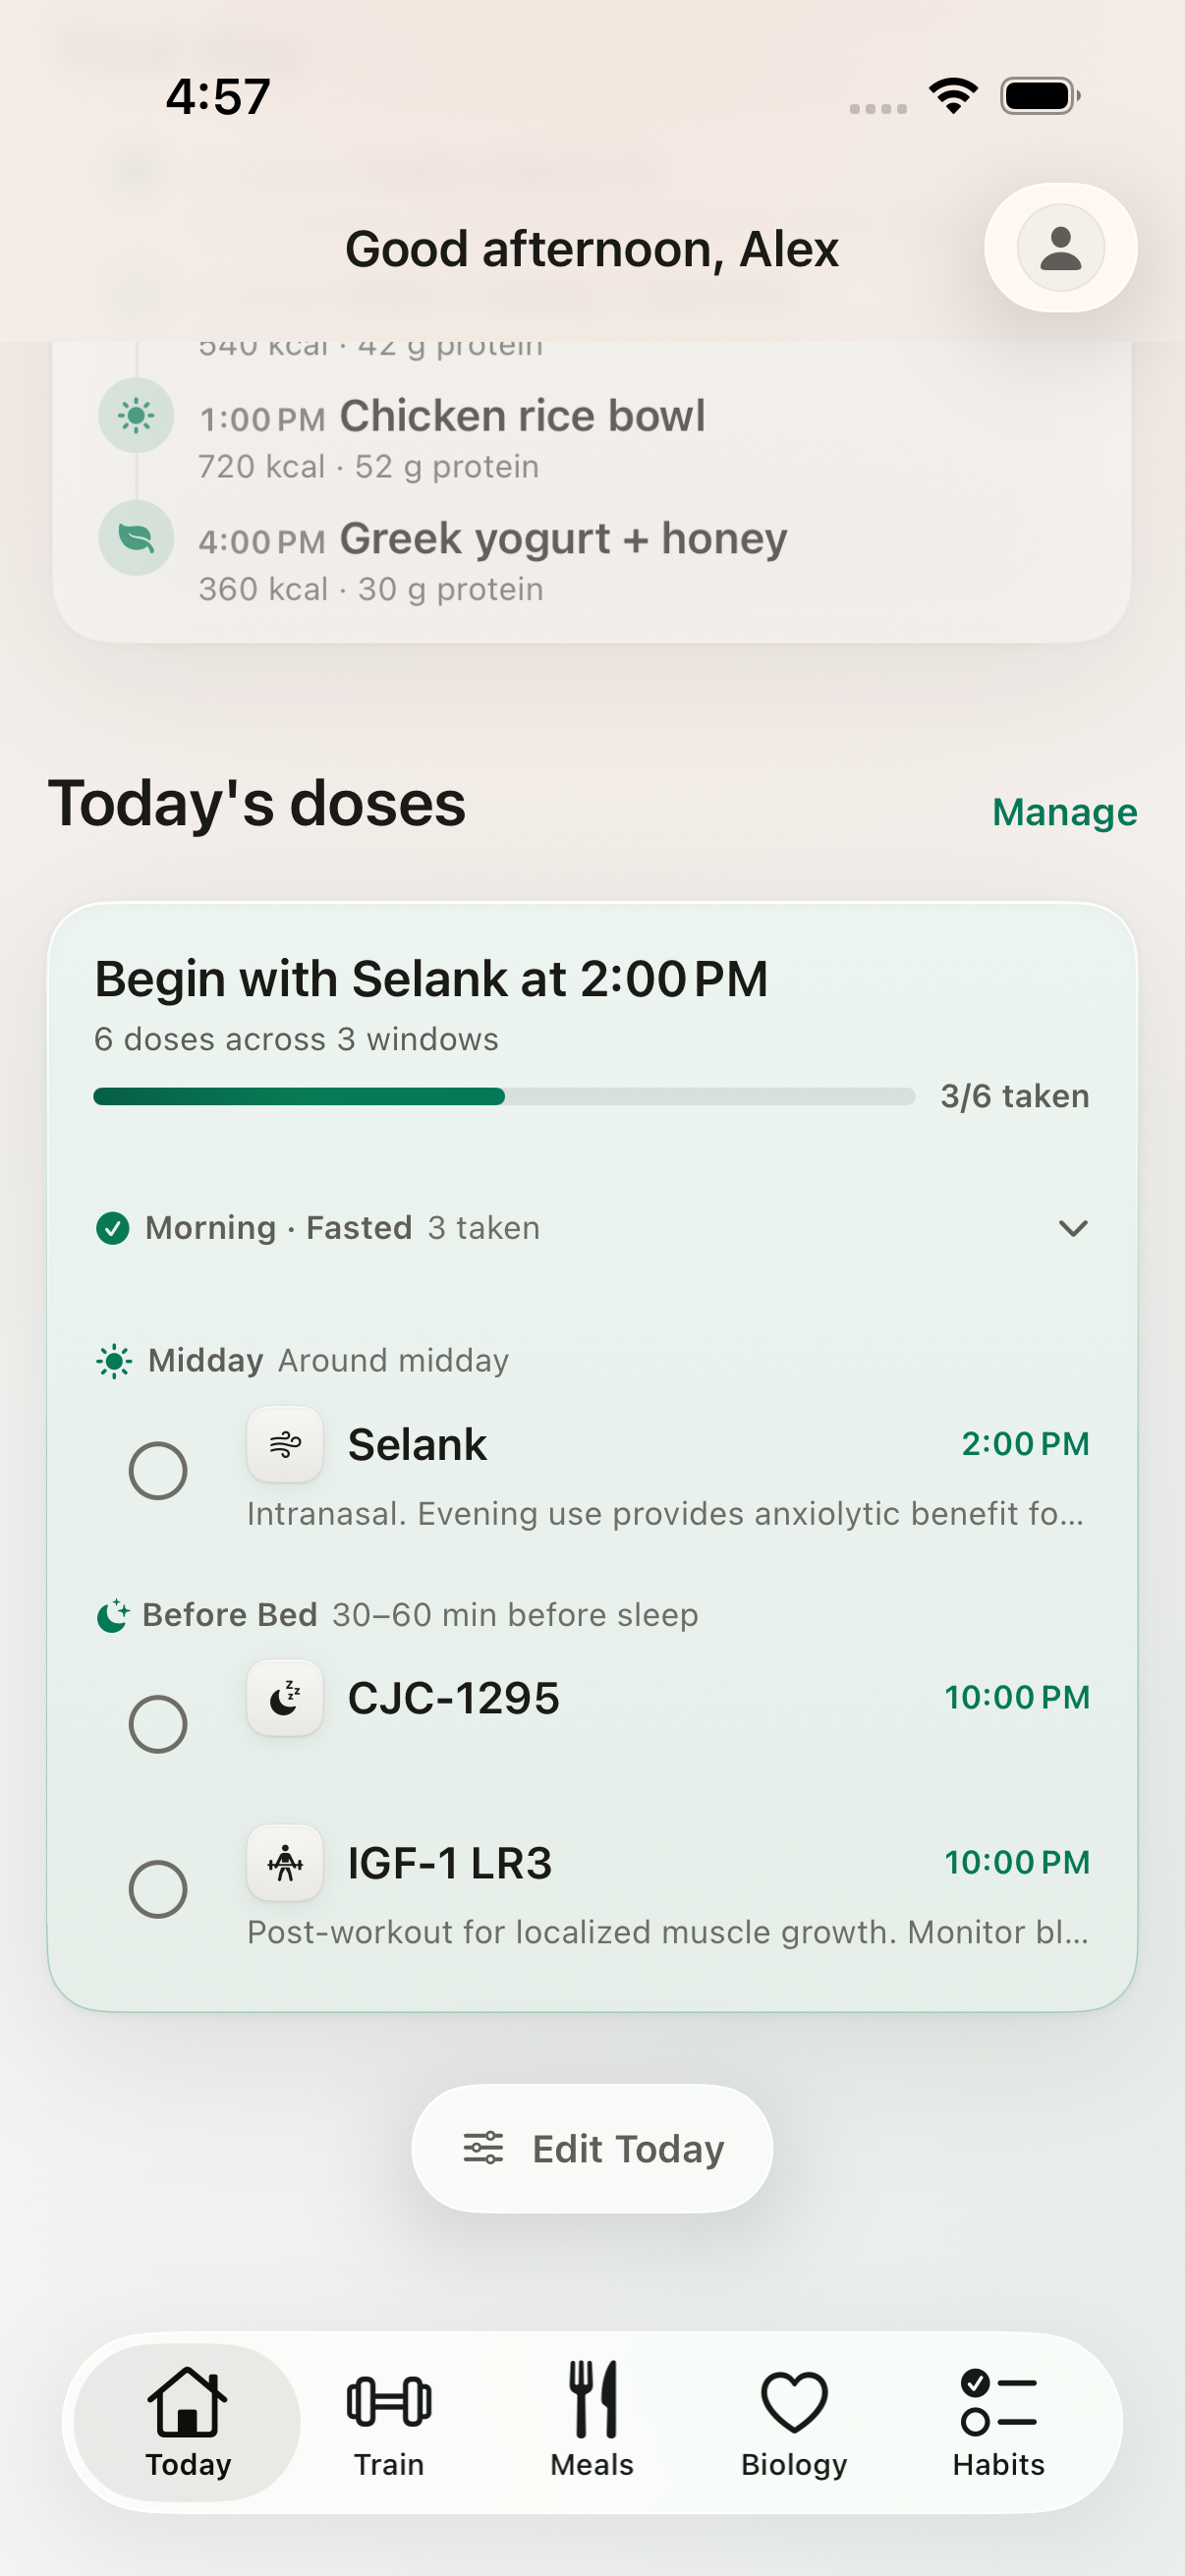 4:57
Good afternoon, Alex
540 kcal · 42 g protein
1:00 PM Chicken rice bowl
720 kcal · 52 g protein
4:00 PM Greek yogurt + honey
360 kcal · 30 g protein
Today's doses
Manage
Begin with Selank at 2:00 PM
6 doses across 3 windows
3/6 taken
Morning · Fasted 3 taken
Midday Around midday
Selank 2:00 PM
Intranasal. Evening use provides anxiolytic benefit fo...
Before Bed 30–60 min before sleep
CJC-1295 10:00 PM
IGF-1 LR3 10:00 PM
Post-workout for localized muscle growth. Monitor bl...
Edit Today
Today Train Meals Biology Habits